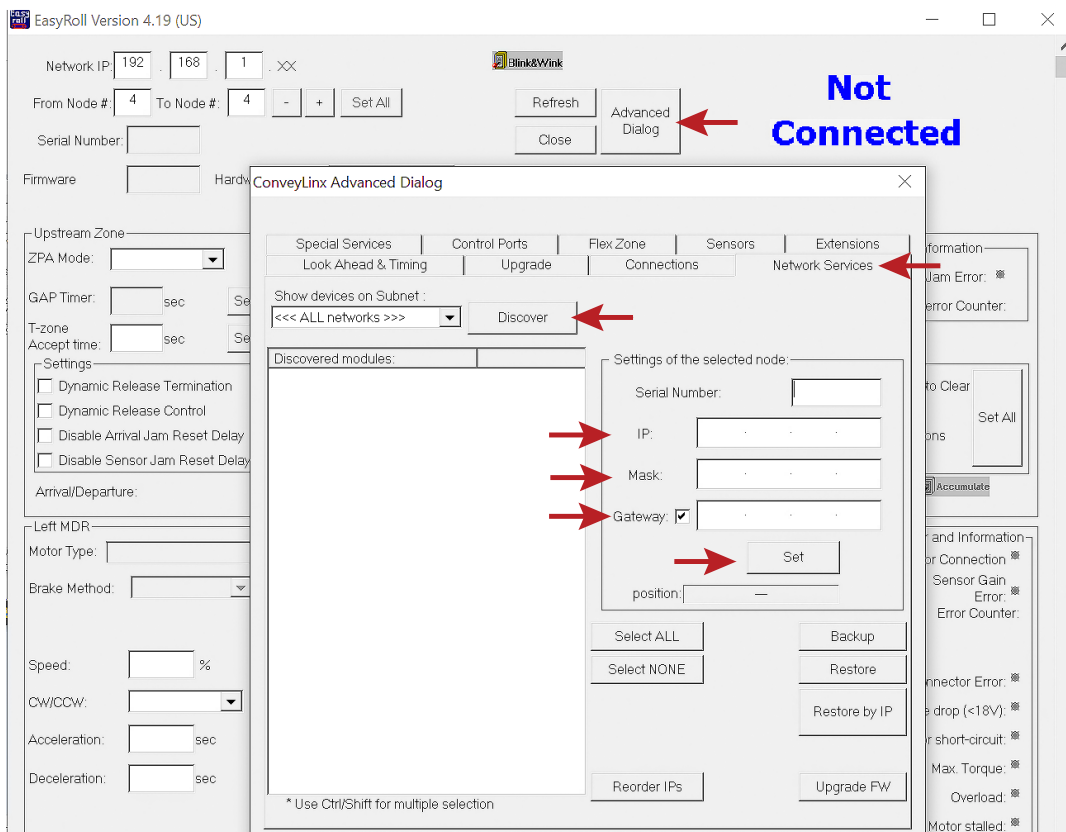 EasyRoll Version 4.19 (US)
Network IP: 192 . 168 . 1 . XX
Blink&Wink
From Node #: 4 To Node #: 4 - + Set All
Refresh
Close
Advanced
Dialog
Not
Connected
Serial Number:
Firmware
ConveyLinx Advanced Dialog
Special Services Control Ports Flex Zone Sensors Extensions
Look Ahead & Timing Upgrade Connections Network Services
Show devices on Subnet :
<<< ALL networks >>> Discover
Discovered modules:
Settings of the selected node:
Serial Number:
IP:
Mask:
Gateway:
Set
position: —
Select ALL Backup
Select NONE Restore
Restore by IP
Reorder IPs Upgrade FW
* Use Ctrl/Shift for multiple selection
Upstream Zone
ZPA Mode:
GAP Timer: sec
T-zone
Accept time: sec
Settings
Dynamic Release Termination
Dynamic Release Control
Disable Arrival Jam Reset Delay
Disable Sensor Jam Reset Delay
Arrival/Departure:
Left MDR
Motor Type:
Brake Method:
Speed: %
CW/CCW:
Acceleration: sec
Deceleration: sec
Jam Error:
Counter:
to Clear
Set All
Accumulate
and Information
Connection
Sensor Gain
Error:
Error Counter:
Error:
drop (<18V):
short-circuit:
Max. Torque:
Overload:
Motor stalled: